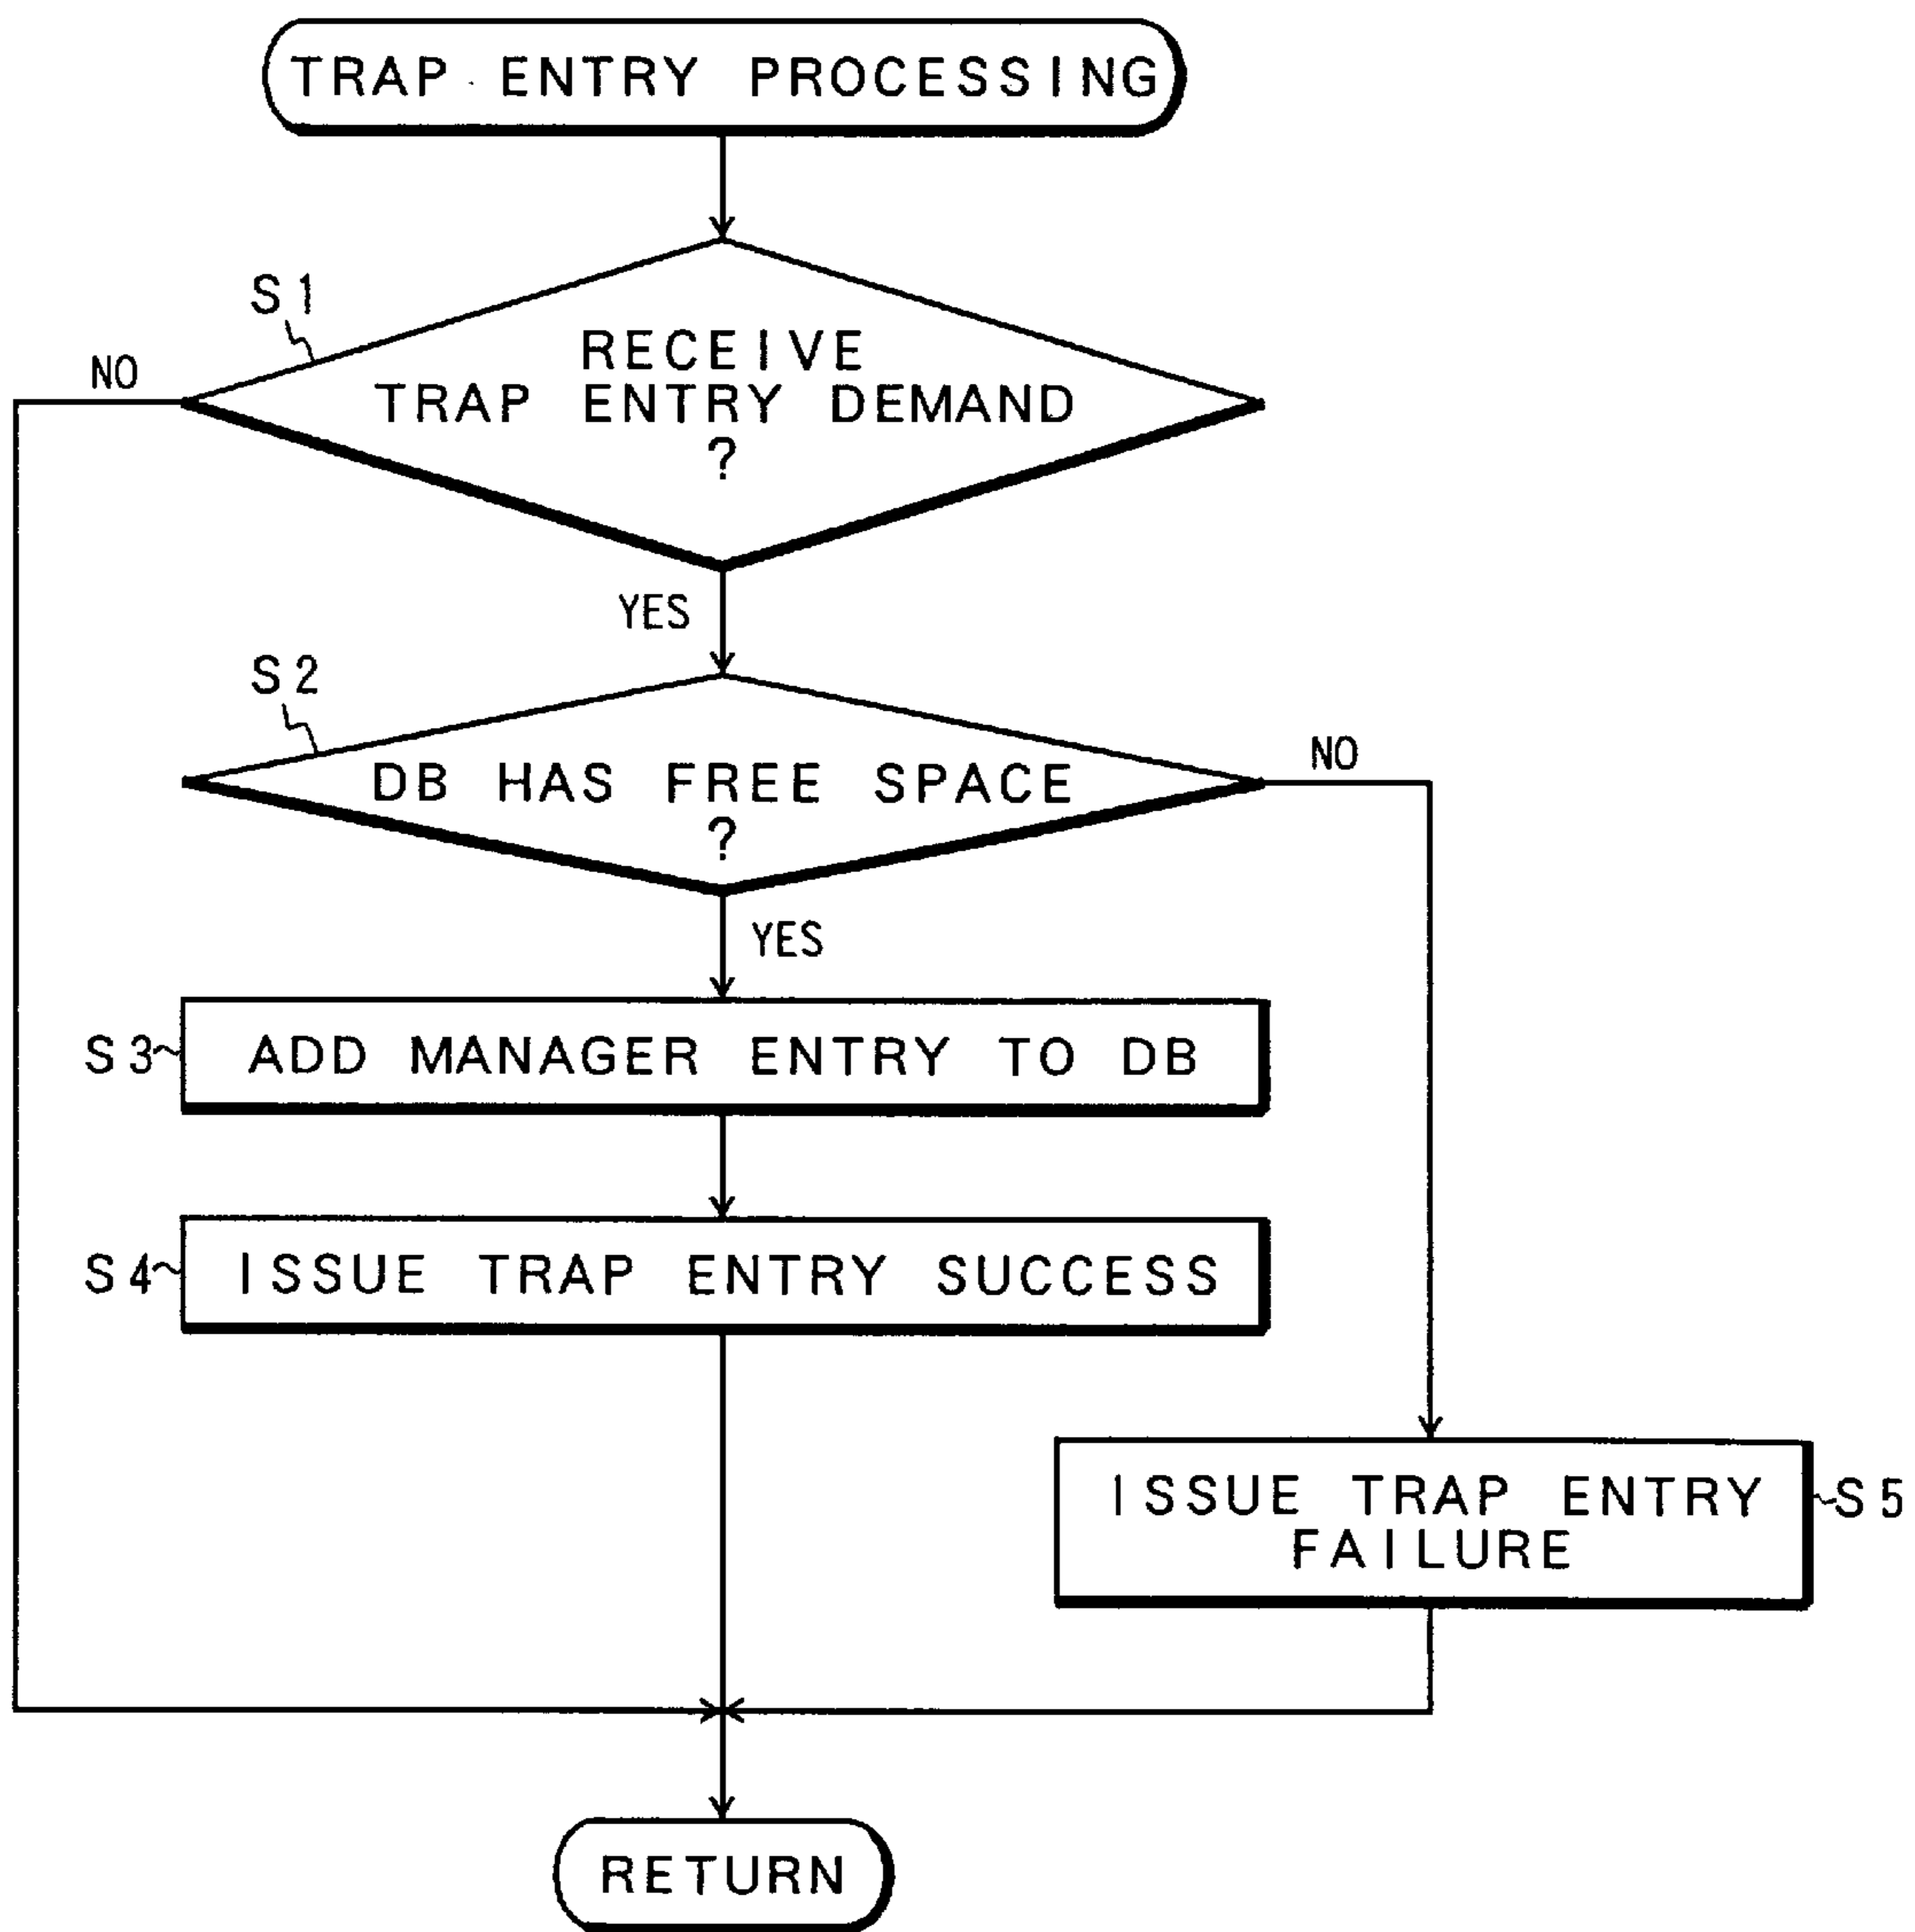 TRAP ENTRY PROCESSING
S1
NO
RECEIVE
TRAP ENTRY DEMAND
?
YES
S2
NO
DB HAS FREE SPACE
?
YES
S3
ADD MANAGER ENTRY TO DB
S4
ISSUE TRAP ENTRY SUCCESS
ISSUE TRAP ENTRY
FAILURE
S5
RETURN